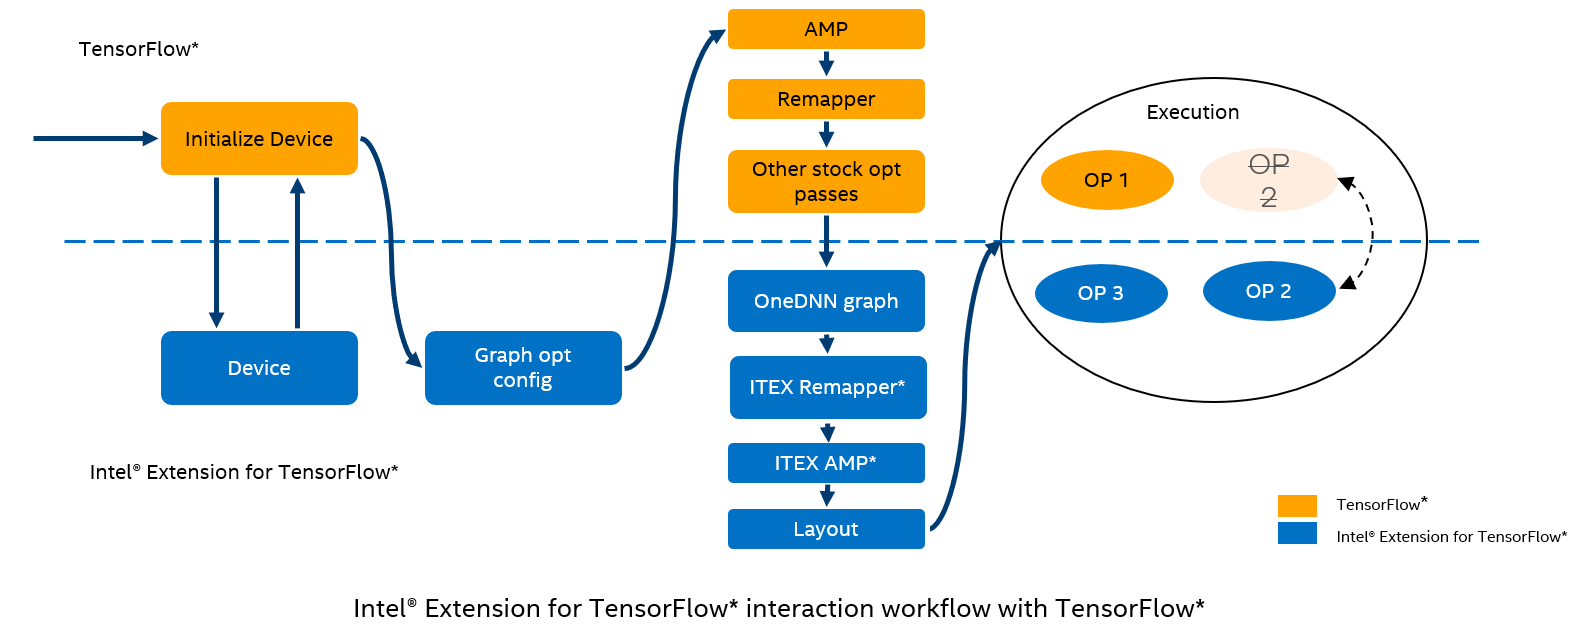 TensorFlow*
Initialize Device
Device
Intel® Extension for TensorFlow*
Graph opt
config
AMP
Remapper
Other stock opt
passes
OneDNN graph
ITEX Remapper*
ITEX AMP*
Layout
Execution
OP 1
OP
2
OP 3
OP 2
TensorFlow*
Intel® Extension for TensorFlow*
Intel® Extension for TensorFlow* interaction workflow with TensorFlow*